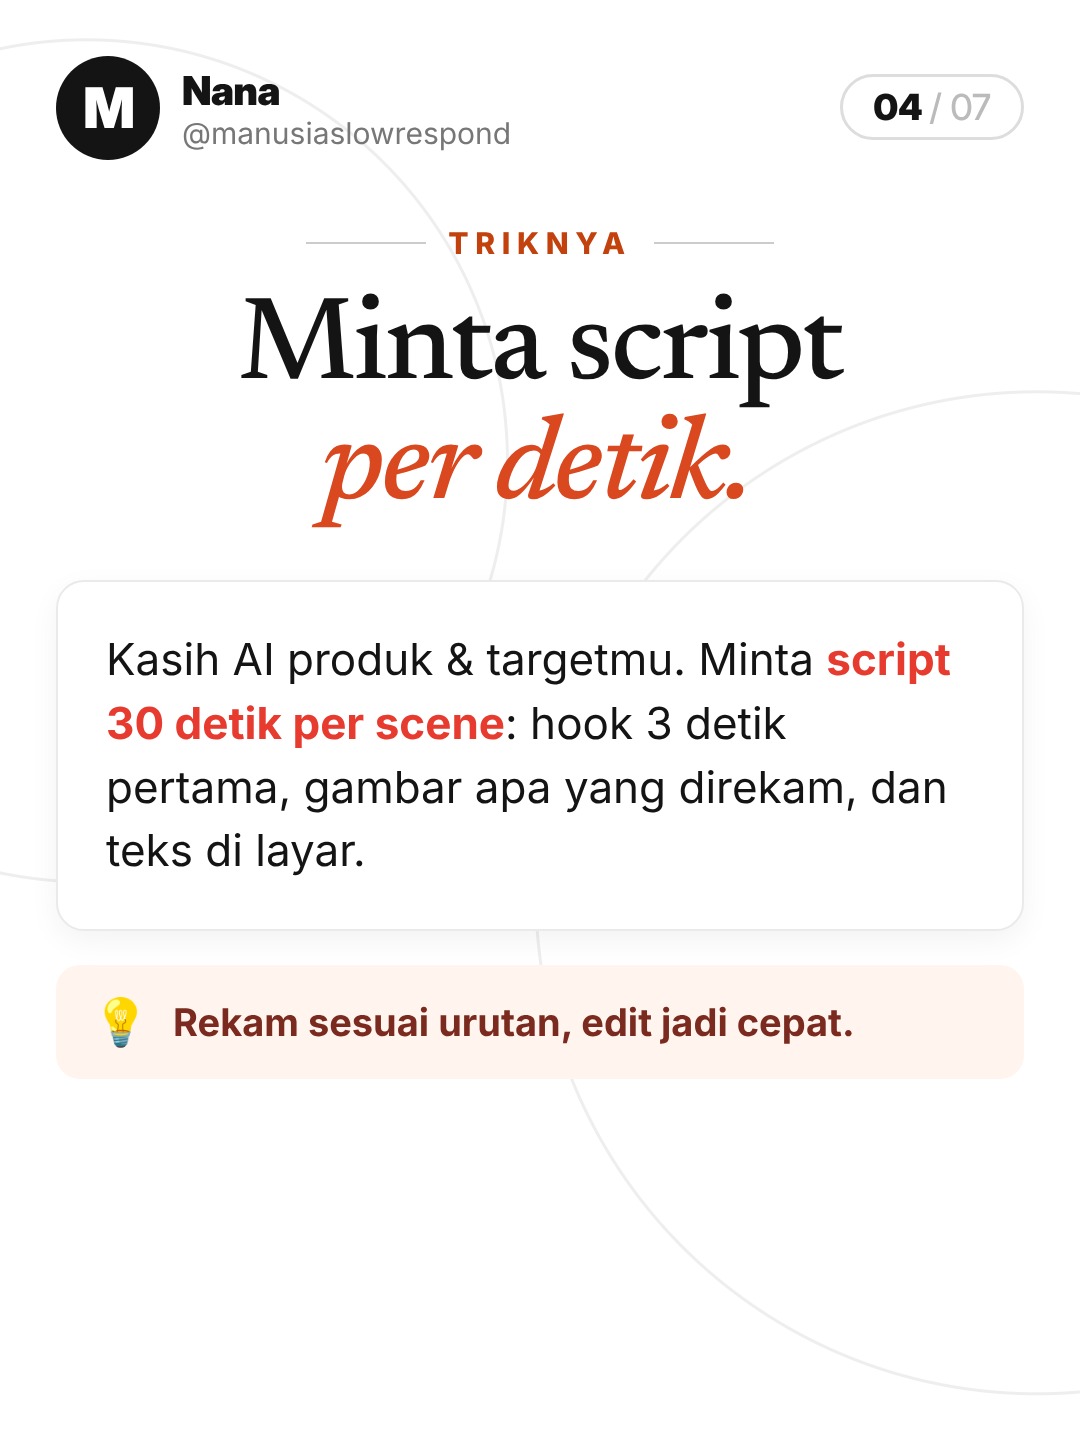 M
Nana
@manusiaslowrespond
04 / 07
TRIKNYA
Minta script
per detik.
Kasih AI produk & targetmu. Minta script
30 detik per scene: hook 3 detik
pertama, gambar apa yang direkam, dan
teks di layar.
Rekam sesuai urutan, edit jadi cepat.